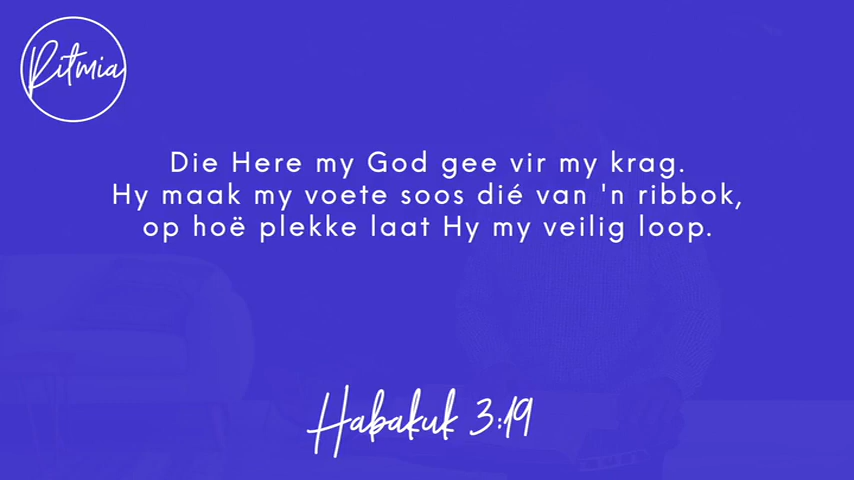 Ritmia
Die Here my God gee vir my krag.
Hy maak my voete soos dié van 'n ribbok,
op hoë plekke laat Hy my veilig loop.
Habakuk 3:19